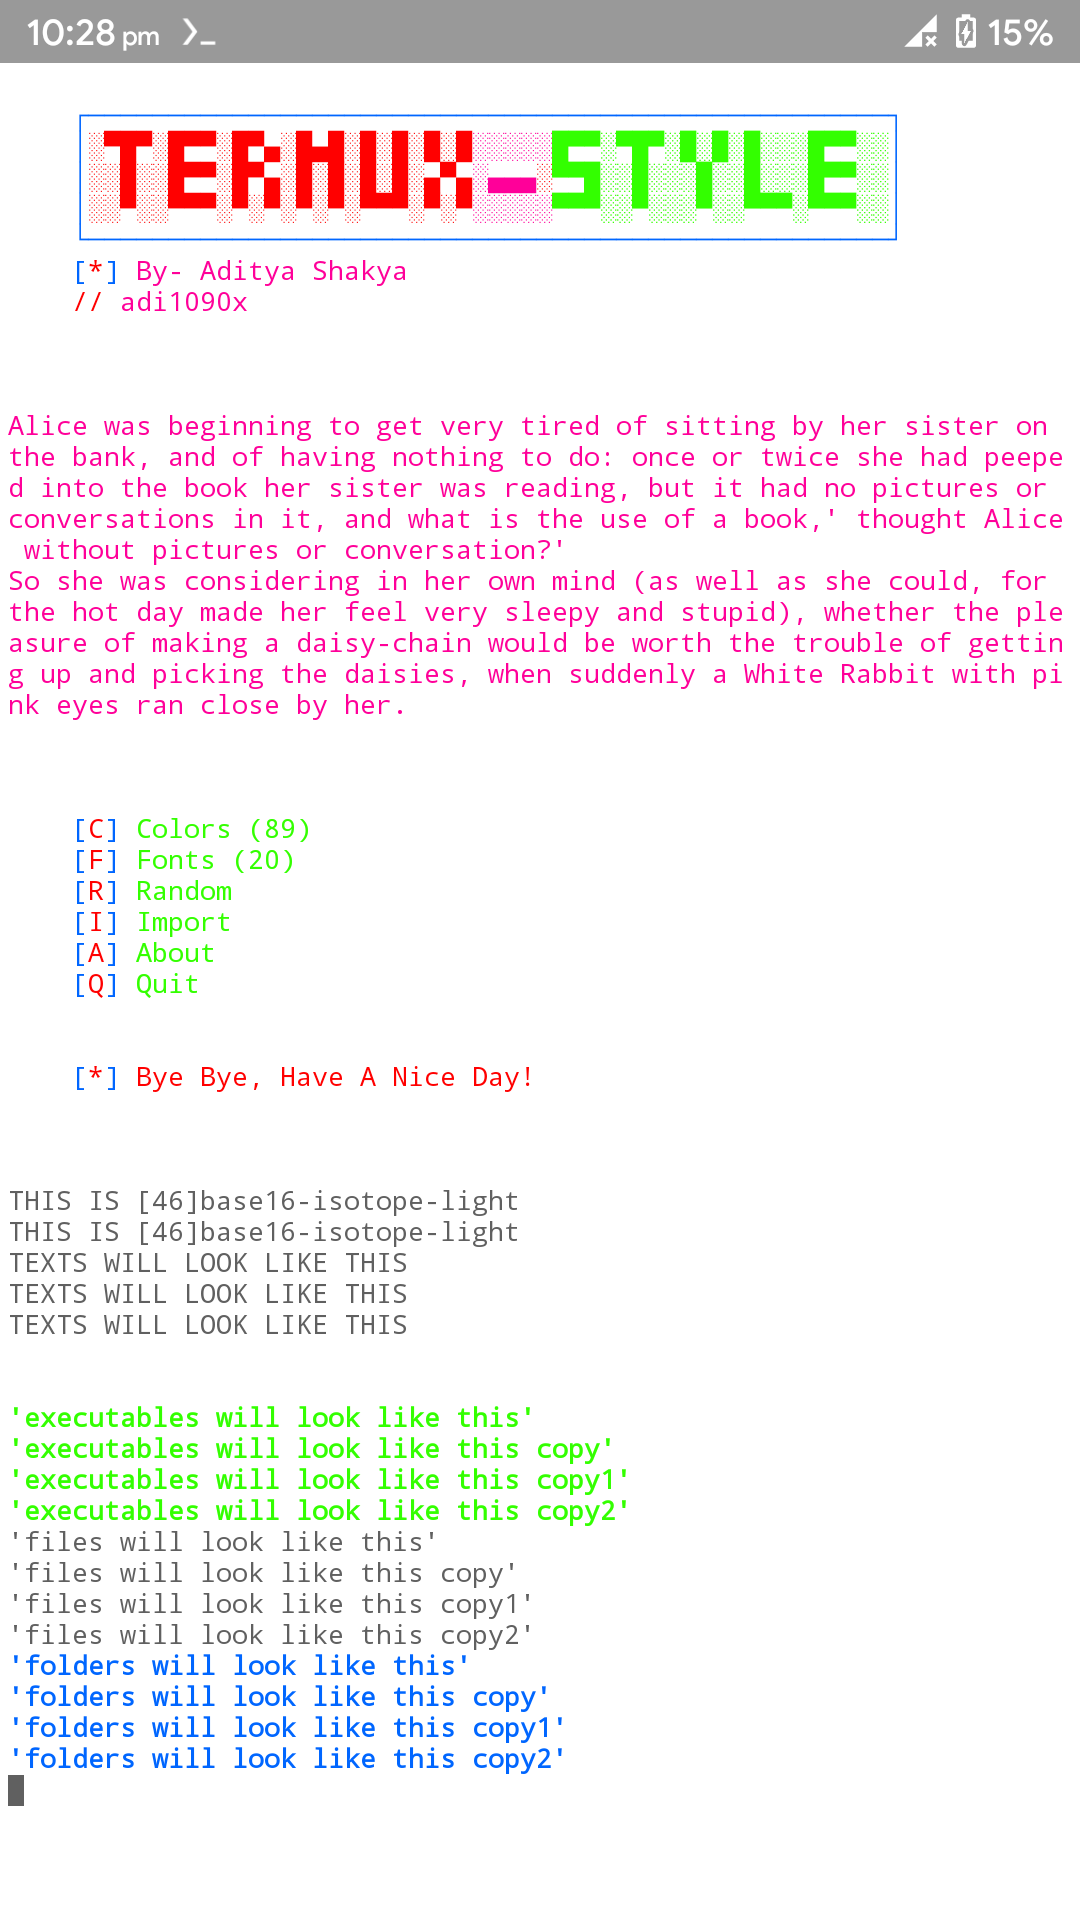 10:28 pm 15%
TERMUX-STYLE
[*] By- Aditya Shakya
// adi1090x
Alice was beginning to get very tired of sitting by her sister on
the bank, and of having nothing to do: once or twice she had peepe
d into the book her sister was reading, but it had no pictures or
conversations in it, and what is the use of a book,' thought Alice
without pictures or conversation?'
So she was considering in her own mind (as well as she could, for
the hot day made her feel very sleepy and stupid), whether the ple
asure of making a daisy-chain would be worth the trouble of gettin
g up and picking the daisies, when suddenly a White Rabbit with pi
nk eyes ran close by her.
[C] Colors (89)
[F] Fonts (20)
[R] Random
[I] Import
[A] About
[Q] Quit
[*] Bye Bye, Have A Nice Day!
THIS IS [46]base16-isotope-light
THIS IS [46]base16-isotope-light
TEXTS WILL LOOK LIKE THIS
TEXTS WILL LOOK LIKE THIS
TEXTS WILL LOOK LIKE THIS
'executables will look like this'
'executables will look like this copy'
'executables will look like this copy1'
'executables will look like this copy2'
'files will look like this'
'files will look like this copy'
'files will look like this copy1'
'files will look like this copy2'
'folders will look like this'
'folders will look like this copy'
'folders will look like this copy1'
'folders will look like this copy2'